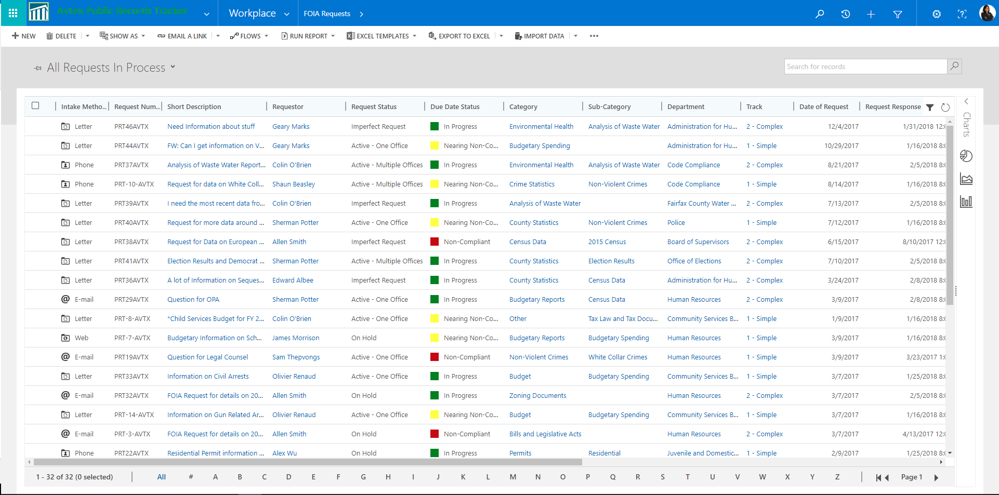 Avtex Public Records Tracker Workplace FOIA Requests
NEW DELETE SHOW AS EMAIL A LINK FLOWS RUN REPORT EXCEL TEMPLATES EXPORT TO EXCEL IMPORT DATA
All Requests In Process Search for records
Intake Metho... Request Num... Short Description Requestor Request Status Due Date Status Category Sub-Category Department Track Date of Request Request Response
Charts
Letter PRT46AVTX Need Information about stuff Geary Marks Imperfect Request In Progress Environmental Health Analysis of Waste Water Administration for Hu... 2 - Complex 12/4/2017 1/31/2018 12:
Letter PRT44AVTX FW: Can I get information on V... Geary Marks Active - One Office Nearing Non-Co... Budgetary Spending Administration for Hu... 1 - Simple 10/29/2017 1/16/2018 8:
Phone PRT37AVTX Analysis of Waste Water Report... Colin O'Brien Active - Multiple Offices In Progress Environmental Health Analysis of Waste Water Code Compliance 2 - Complex 8/21/2017 2/5/2018 8:
Phone PRT-10-AVTX Request for data on White Coll... Shaun Beasley Active - Multiple Offices Nearing Non-Co... Crime Statistics Non-Violent Crimes Code Compliance 1 - Simple 8/14/2017 1/16/2018 8:
Letter PRT39AVTX I need the most recent data fro... Colin O'Brien Imperfect Request In Progress Analysis of Waste Water Fairfax County Water ... 2 - Complex 7/13/2017 2/5/2018 8:
Letter PRT40AVTX Request for more data around ... Sherman Potter Active - One Office Nearing Non-Co... County Statistics Non-Violent Crimes Police 1 - Simple 7/12/2017 1/16/2018 8:
Letter PRT38AVTX Request for Data on European ... Allen Smith Imperfect Request Non-Compliant Census Data 2015 Census Board of Supervisors 2 - Complex 6/15/2017 8/10/2017 12:
Letter PRT41AVTX Election Results and Democrat ... Sherman Potter Active - Multiple Offices In Progress County Statistics Election Results Office of Elections 2 - Complex 7/10/2017 2/5/2018 8:
Letter PRT36AVTX A lot of Information on Seques... Edward Albee Imperfect Request In Progress County Statistics Census Data Administration for Hu... 2 - Complex 3/24/2017 2/8/2018 8:
E-mail PRT29AVTX Question for OPA Sherman Potter Active - One Office In Progress Budgetary Reports Census Data Human Resources 2 - Complex 3/9/2017 2/8/2018 8:
Letter PRT-8-AVTX *Child Services Budget for FY 2... Colin O'Brien Active - One Office Nearing Non-Co... Other Tax Law and Tax Docu... Community Services B... 1 - Simple 1/9/2017 1/16/2018 8:
Web PRT-7-AVTX Budgetary Information on Sch... James Morrison On Hold Nearing Non-Co... Budgetary Reports Budgetary Spending Human Resources 1 - Simple 3/9/2017 1/16/2018 8:
E-mail PRT19AVTX Question for Legal Counsel Sam Thepvongs Active - One Office Non-Compliant Non-Violent Crimes White Collar Crimes Human Resources 1 - Simple 3/9/2017 3/23/2017 1:
Letter PRT33AVTX Information on Civil Arrests Olivier Renaud Active - One Office In Progress Budget Budgetary Spending Community Services B... 1 - Simple 3/7/2017 1/25/2018 8:
E-mail PRT32AVTX FOIA Request for details on 20... Allen Smith On Hold In Progress Zoning Documents Human Resources 2 - Complex 3/7/2017 2/5/2018 8:
Letter PRT-14-AVTX Information on Gun Related Ar... Olivier Renaud Active - One Office Nearing Non-Co... Budget Budgetary Spending Community Services B... 1 - Simple 3/7/2017 1/16/2018 8:
E-mail PRT-3-AVTX FOIA Request for details on 20... Allen Smith On Hold Non-Compliant Bills and Legislative Acts Human Resources 2 - Complex 3/7/2017 4/13/2017 12:
Phone PRT22AVTX Residential Permit information ... Alex Wu On Hold In Progress Permits Residential Juvenile and Domestic... 1 - Simple 2/9/2017 1/25/2018 8:
1 - 32 of 32 (0 selected) All # A B C D E F G H I J K L M N O P Q R S T U V W X Y Z Page 1